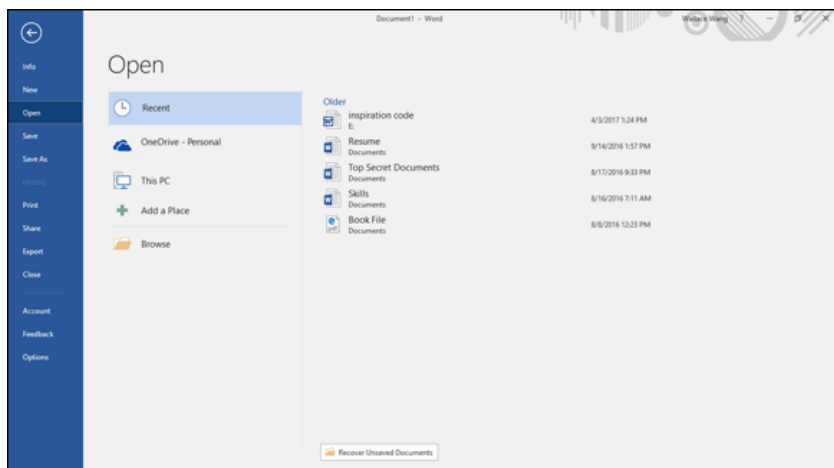 Document1 - Word
Wallace Wang
?
Info
New
Open
Save
Save As
History
Print
Share
Export
Close
Account
Feedback
Options
Open
Recent
OneDrive - Personal
This PC
Add a Place
Browse
Older
inspiration code
E:
4/3/2017 1:24 PM
Resume
Documents
9/14/2016 1:57 PM
Top Secret Documents
Documents
8/17/2016 9:33 PM
Skills
Documents
8/16/2016 7:11 AM
Book File
Documents
8/8/2016 12:23 PM
Recover Unsaved Documents